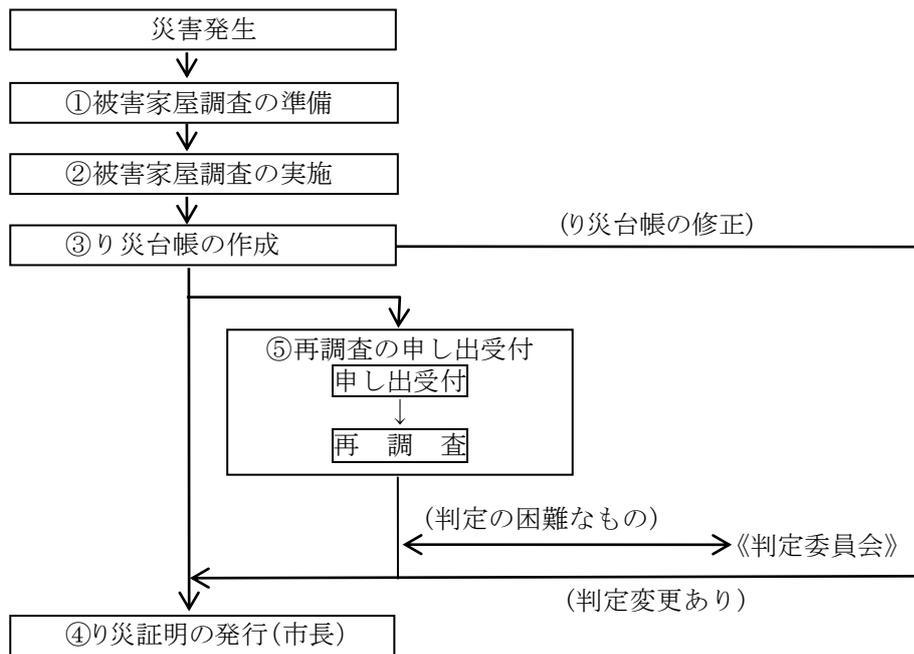 災害発生
①被害家屋調査の準備
②被害家屋調査の実施
③り災台帳の作成
(り災台帳の修正)
⑤再調査の申し出受付
申し出受付
再 調 査
(判定の困難なもの)
《判定委員会》
(判定変更あり)
④り災証明の発行(市長)